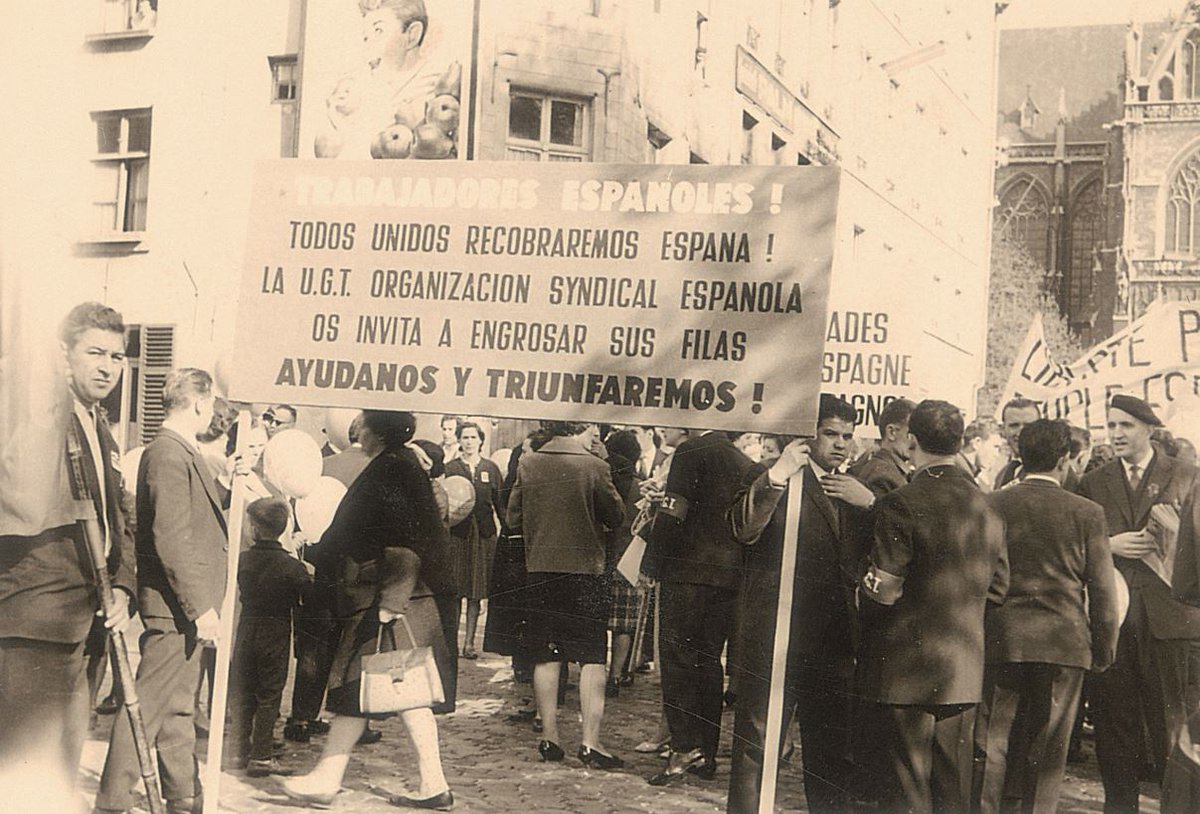 TRABAJADORES ESPAÑOLES !
TODOS UNIDOS RECOBRAREMOS ESPANA !
LA U.G.T. ORGANIZACION SYNDICAL ESPANOLA
OS INVITA A ENGROSAR SUS FILAS
AYUDANOS Y TRIUNFAREMOS !
ADES
SPAGNE